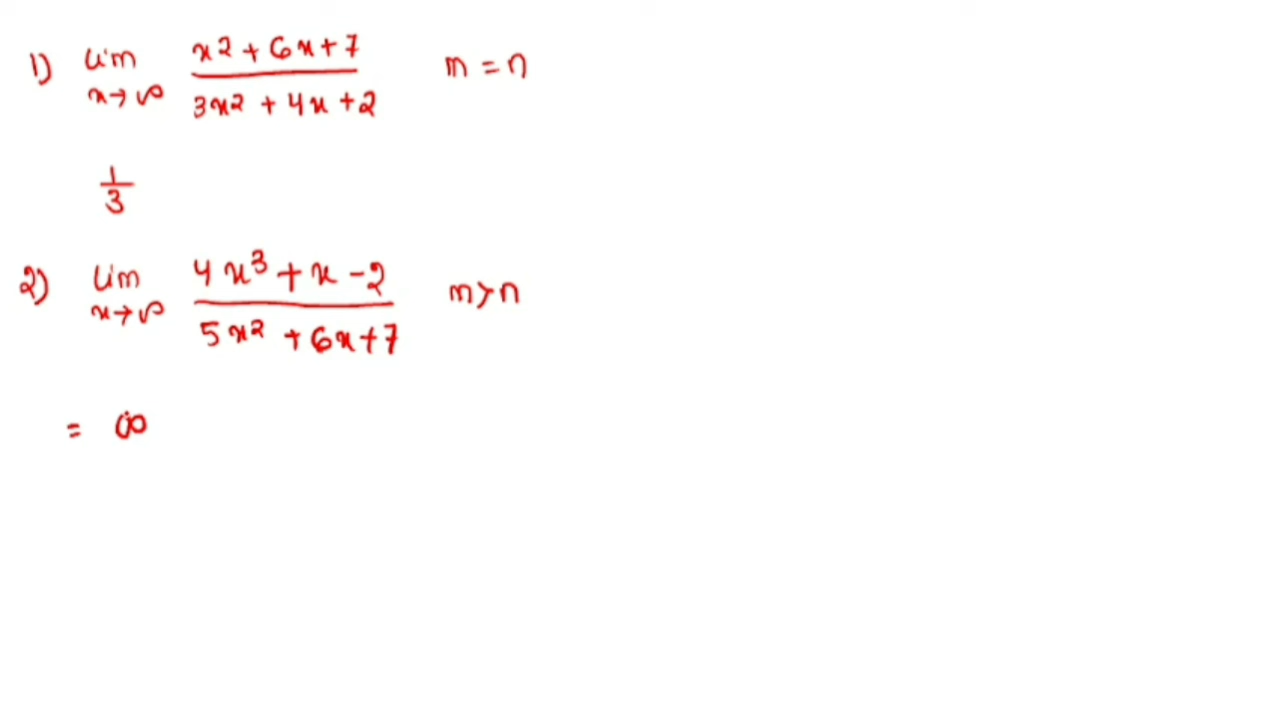 1) lim x→∞ x2 + 6x + 7 / 3x2 + 4x + 2 m = n
1/3
2) lim x→∞ 4x³ + x - 2 / 5x2 + 6x + 7 m > n
= ∞